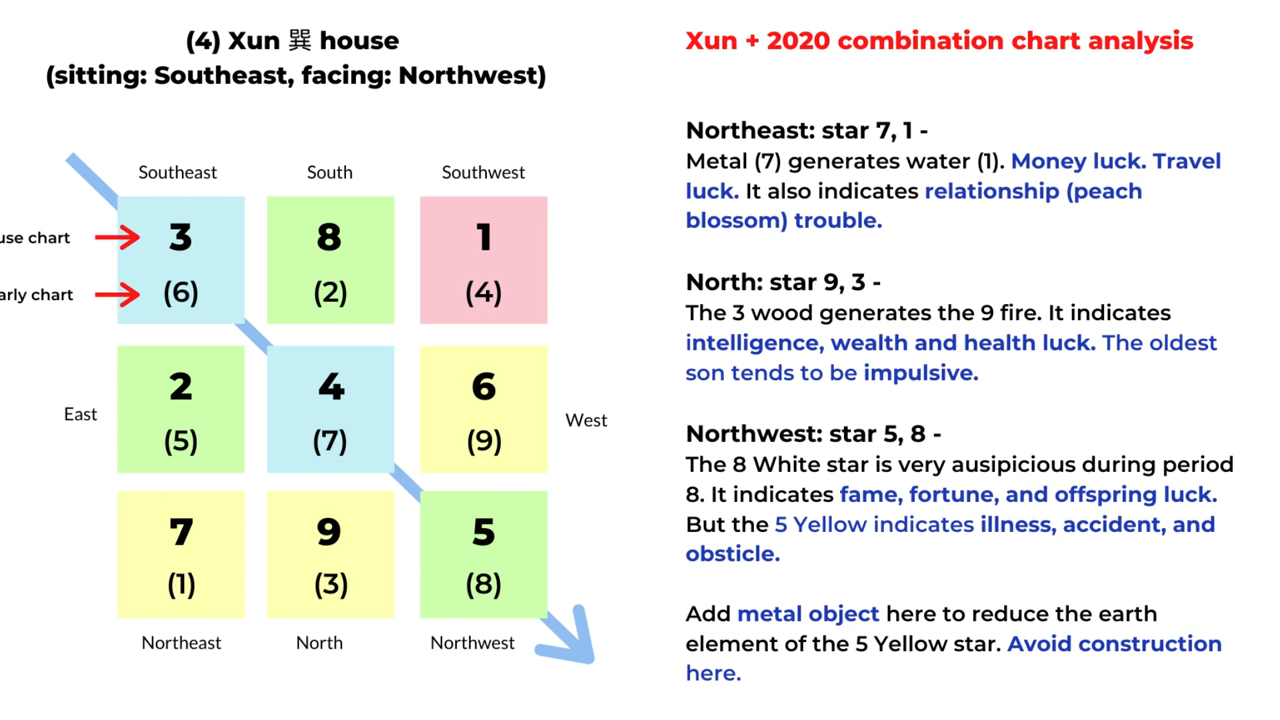 (4) Xun 巽 house
(sitting: Southeast, facing: Northwest)
Southeast South Southwest
use chart
arly chart
3 8 1
(6) (2) (4)
East
West
2 4 6
(5) (7) (9)
7 9 5
(1) (3) (8)
Northeast North Northwest
Xun + 2020 combination chart analysis
Northeast: star 7, 1 -
Metal (7) generates water (1). Money luck. Travel
luck. It also indicates relationship (peach
blossom) trouble.
North: star 9, 3 -
The 3 wood generates the 9 fire. It indicates
intelligence, wealth and health luck. The oldest
son tends to be impulsive.
Northwest: star 5, 8 -
The 8 White star is very ausipicious during period
8. It indicates fame, fortune, and offspring luck.
But the 5 Yellow indicates illness, accident, and
obsticle.
Add metal object here to reduce the earth
element of the 5 Yellow star. Avoid construction
here.